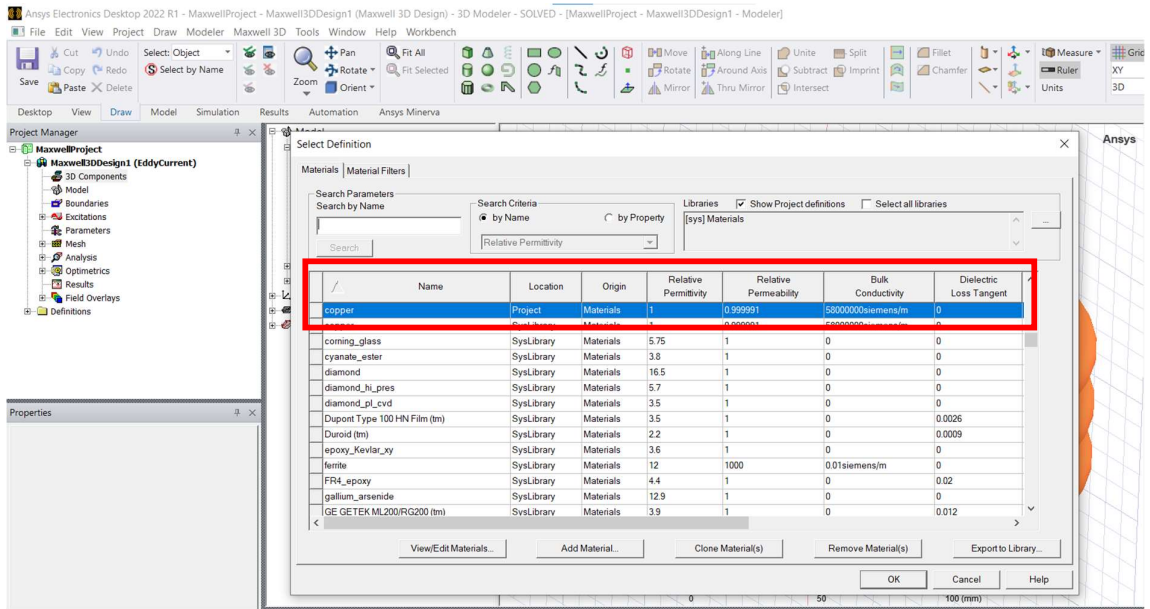 Ansys Electronics Desktop 2022 R1 - MaxwellProject - Maxwell3DDesign1 (Maxwell 3D Design) - 3D Modeler - SOLVED - [MaxwellProject - Maxwell3DDesign1 - Modeler]
File Edit View Project Draw Modeler Maxwell 3D Tools Window Help Workbench
Save
Cut Undo
Copy Redo
Paste Delete
Select: Object
Select by Name
Zoom
Pan
Rotate
Orient
Fit All
Fit Selected
Move Along Line Unite Split Fillet
Rotate Around Axis Subtract Imprint Chamfer
Mirror Thru Mirror Intersect
Measure
Ruler
Units
Grid
XY
3D
Desktop View Draw Model Simulation Results Automation Ansys Minerva
Project Manager
MaxwellProject
Maxwell3DDesign1 (EddyCurrent)
3D Components
Model
Boundaries
Excitations
Parameters
Mesh
Analysis
Optimetrics
Results
Field Overlays
Definitions
Properties
Model
Ansys
Select Definition
Materials Material Filters
Search Parameters
Search by Name
Search
Search Criteria
by Name by Property
Relative Permittivity
Libraries Show Project definitions Select all libraries
[sys] Materials
...
/ Name Location Origin Relative Permittivity Relative Permeability Bulk Conductivity Dielectric Loss Tangent
copper Project Materials 1 0.999991 58000000siemens/m 0
copper SysLibrary Materials 1 0.999991 58000000siemens/m 0
corning_glass SysLibrary Materials 5.75 1 0 0
cyanate_ester SysLibrary Materials 3.8 1 0 0
diamond SysLibrary Materials 16.5 1 0 0
diamond_hi_pres SysLibrary Materials 5.7 1 0 0
diamond_pl_cvd SysLibrary Materials 3.5 1 0 0
Dupont Type 100 HN Film (tm) SysLibrary Materials 3.5 1 0 0.0026
Duroid (tm) SysLibrary Materials 2.2 1 0 0.0009
epoxy_Kevlar_xy SysLibrary Materials 3.6 1 0 0
ferrite SysLibrary Materials 12 1000 0.01siemens/m 0
FR4_epoxy SysLibrary Materials 4.4 1 0 0.02
gallium_arsenide SysLibrary Materials 12.9 1 0 0
GE GETEK ML200/RG200 (tm) SysLibrary Materials 3.9 1 0 0.012
View/Edit Materials... Add Material... Clone Material(s) Remove Material(s) Export to Library...
OK Cancel Help
0 50 100 (mm)